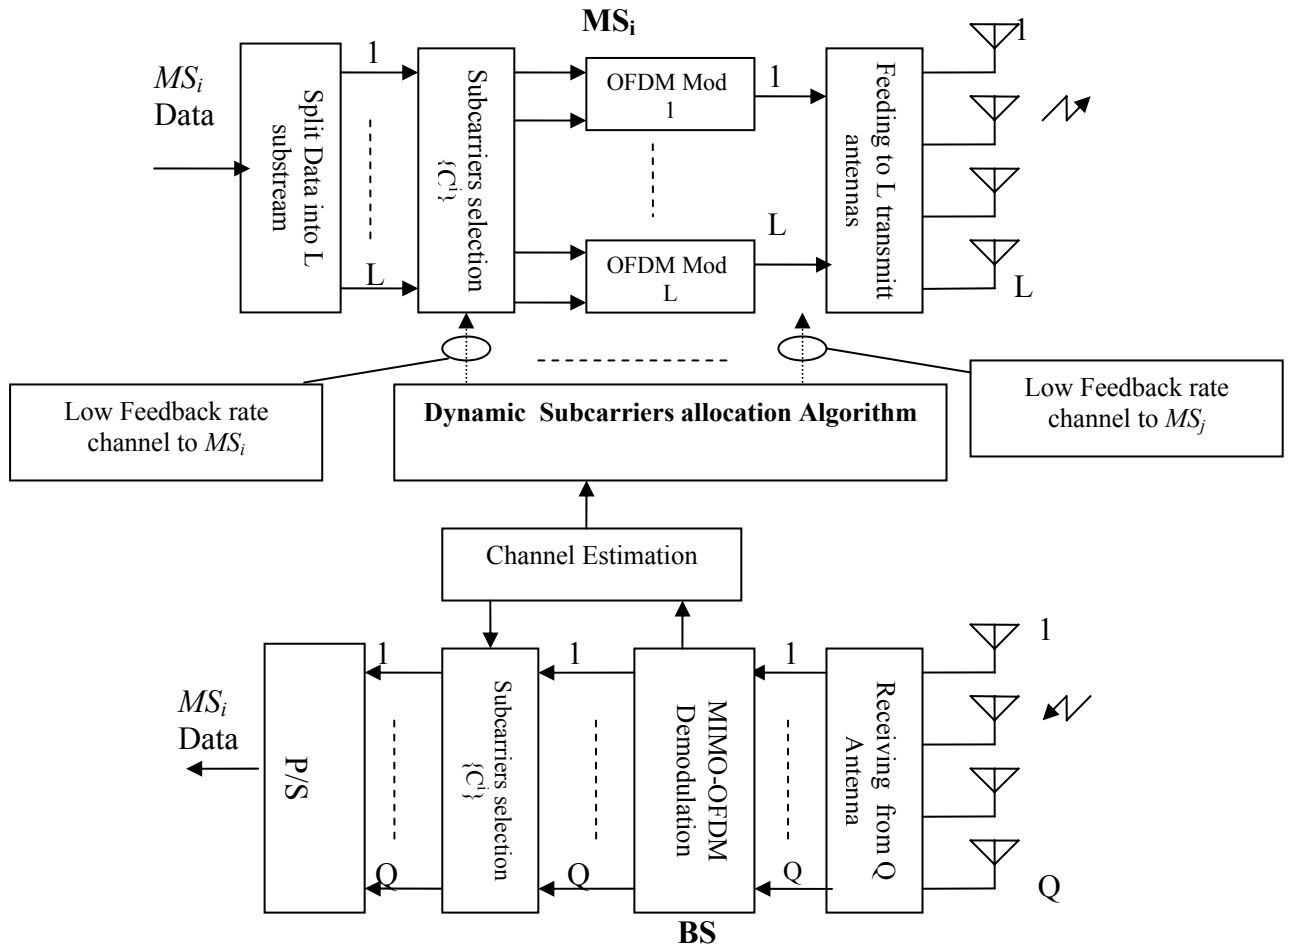 MSi
1
MSi
Data
Split Data into L
substream
1
L
Subcarriers selection
{Cⁱ}
OFDM Mod
1
OFDM Mod
L
1
L
Feeding to L transmitt
antennas
L
Low Feedback rate
channel to MSi
Dynamic Subcarriers allocation Algorithm
Low Feedback rate
channel to MSj
Channel Estimation
1
MSi
Data
P/S
1
Q
Subcarriers selection
{Cⁱ}
1
Q
MIMO-OFDM
Demodulation
1
Q
Receiving from Q
Antenna
Q
BS